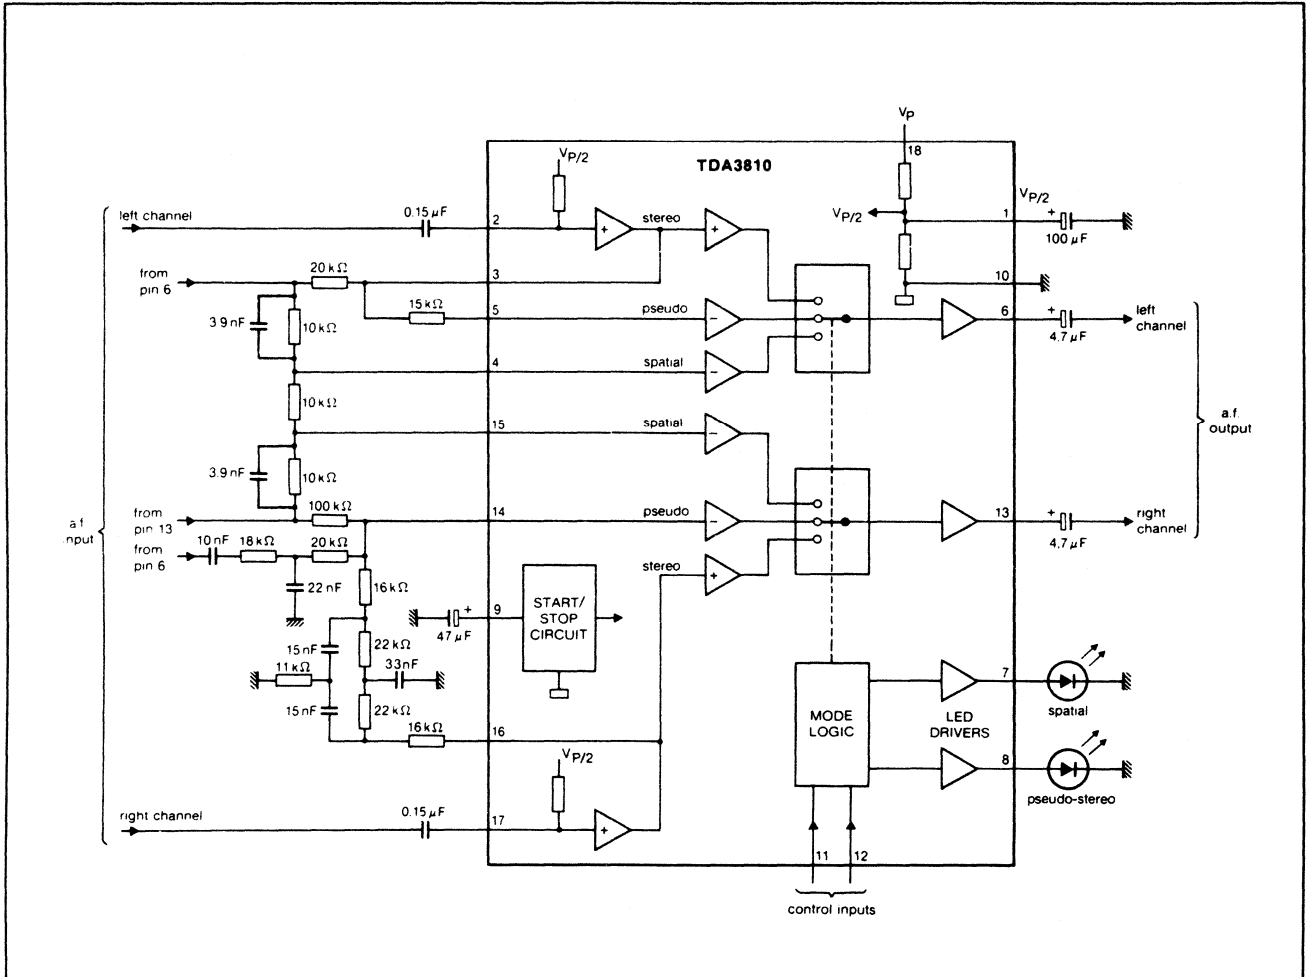 V_P
18
TDA3810
V_P/2
V_P/2
left channel
0.15 µF
2
stereo
V_P/2
1
+
100 µF
from
pin 6
20 kΩ
3
10
15 kΩ
5
pseudo
6
+
4.7 µF
left
channel
3.9 nF
10 kΩ
4
spatial
10 kΩ
15
spatial
a.f.
output
3.9 nF
10 kΩ
from
pin 13
100 kΩ
14
pseudo
13
+
4.7 µF
right
channel
a.f.
input
from
pin 6
10 nF
18 kΩ
20 kΩ
stereo
22 nF
16 kΩ
47 µF
+
9
START/
STOP
CIRCUIT
15 nF
22 kΩ
11 kΩ
33 nF
15 nF
22 kΩ
16 kΩ
16
MODE
LOGIC
LED
DRIVERS
7
spatial
8
pseudo-stereo
V_P/2
right channel
0.15 µF
17
11
12
control inputs